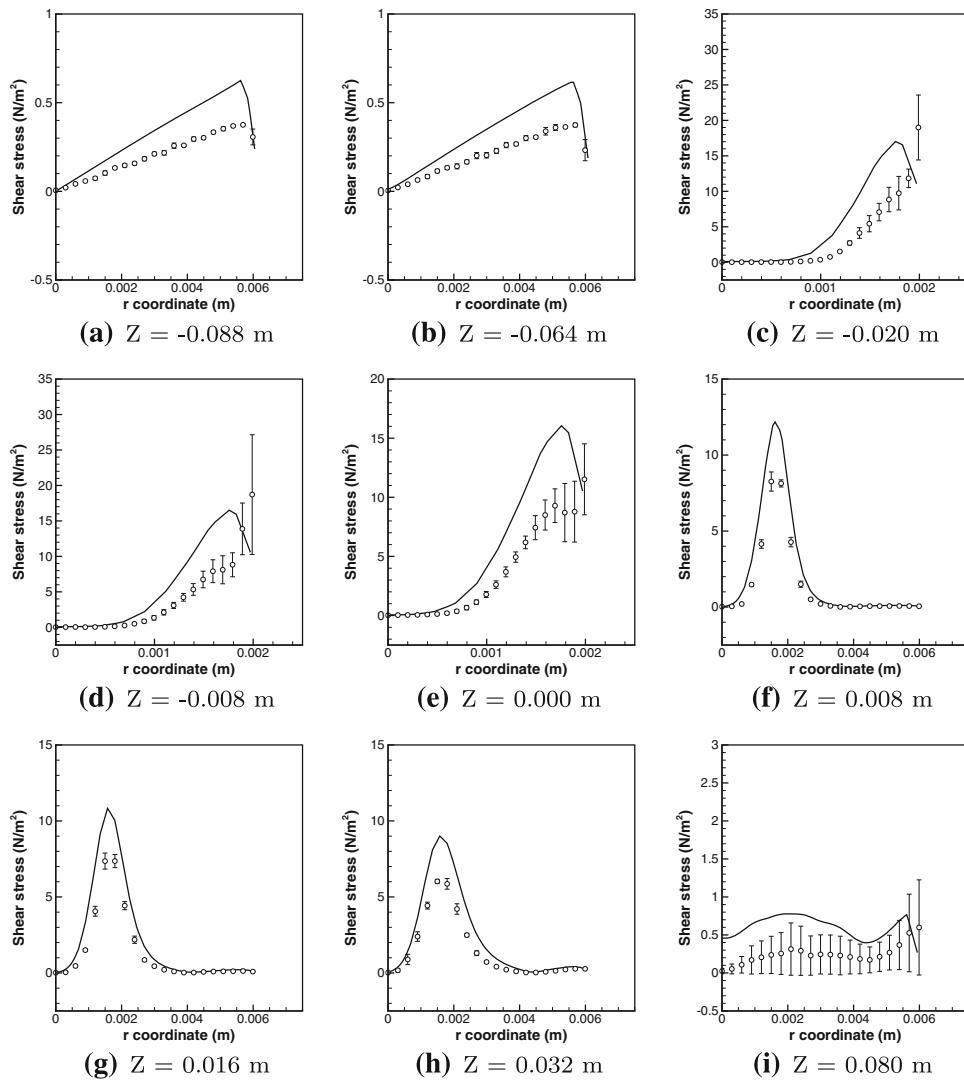 1
0.5
0
-0.5
Shear stress (N/m²)
0 0.002 0.004 0.006
r coordinate (m)
(a) Z = -0.088 m
1
0.5
0
-0.5
Shear stress (N/m²)
0 0.002 0.004 0.006
r coordinate (m)
(b) Z = -0.064 m
35
30
25
20
15
10
5
0
Shear stress (N/m²)
0 0.001 0.002
r coordinate (m)
(c) Z = -0.020 m
35
30
25
20
15
10
5
0
Shear stress (N/m²)
0 0.001 0.002
r coordinate (m)
(d) Z = -0.008 m
20
15
10
5
0
Shear stress (N/m²)
0 0.001 0.002
r coordinate (m)
(e) Z = 0.000 m
15
10
5
0
Shear stress (N/m²)
0 0.002 0.004 0.006
r coordinate (m)
(f) Z = 0.008 m
15
10
5
0
Shear stress (N/m²)
0 0.002 0.004 0.006
r coordinate (m)
(g) Z = 0.016 m
15
10
5
0
Shear stress (N/m²)
0 0.002 0.004 0.006
r coordinate (m)
(h) Z = 0.032 m
3
2.5
2
1.5
1
0.5
0
-0.5
Shear stress (N/m²)
0 0.002 0.004 0.006
r coordinate (m)
(i) Z = 0.080 m